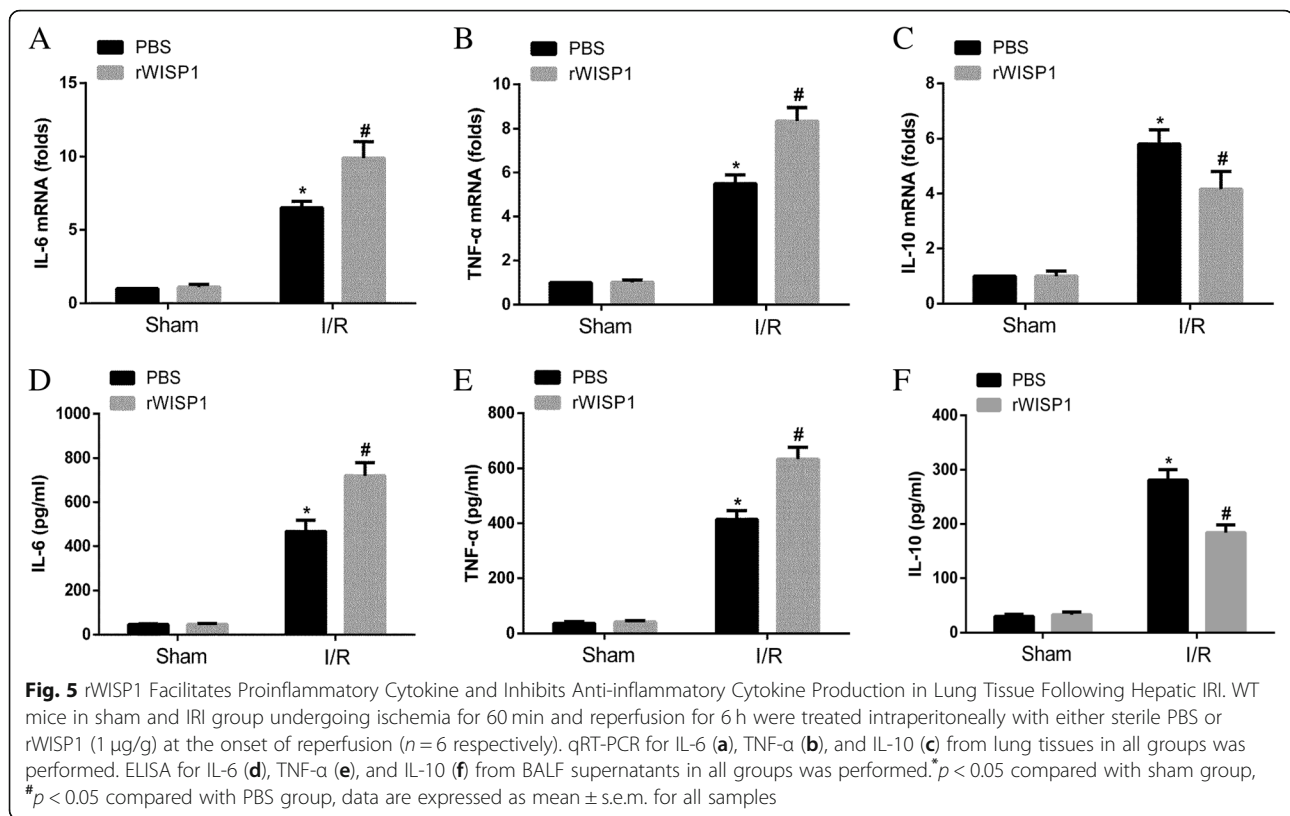 A
PBS
rWISP1
IL-6 mRNA (folds)
15
10
5
0
*
#
Sham
I/R
B
PBS
rWISP1
TNF-α mRNA (folds)
10
8
6
4
2
0
*
#
Sham
I/R
C
PBS
rWISP1
IL-10 mRNA (folds)
8
6
4
2
0
*
#
Sham
I/R
D
PBS
rWISP1
IL-6 (pg/ml)
1000
800
600
400
200
0
*
#
Sham
I/R
E
PBS
rWISP1
TNF-α (pg/ml)
800
600
400
200
0
*
#
Sham
I/R
F
PBS
rWISP1
IL-10 (pg/ml)
400
300
200
100
0
*
#
Sham
I/R
Fig. 5 rWISP1 Facilitates Proinflammatory Cytokine and Inhibits Anti-inflammatory Cytokine Production in Lung Tissue Following Hepatic IRI. WT
mice in sham and IRI group undergoing ischemia for 60 min and reperfusion for 6 h were treated intraperitoneally with either sterile PBS or
rWISP1 (1 μg/g) at the onset of reperfusion (n = 6 respectively). qRT-PCR for IL-6 (a), TNF-α (b), and IL-10 (c) from lung tissues in all groups was
performed. ELISA for IL-6 (d), TNF-α (e), and IL-10 (f) from BALF supernatants in all groups was performed.*p < 0.05 compared with sham group,
#p < 0.05 compared with PBS group, data are expressed as mean ± s.e.m. for all samples